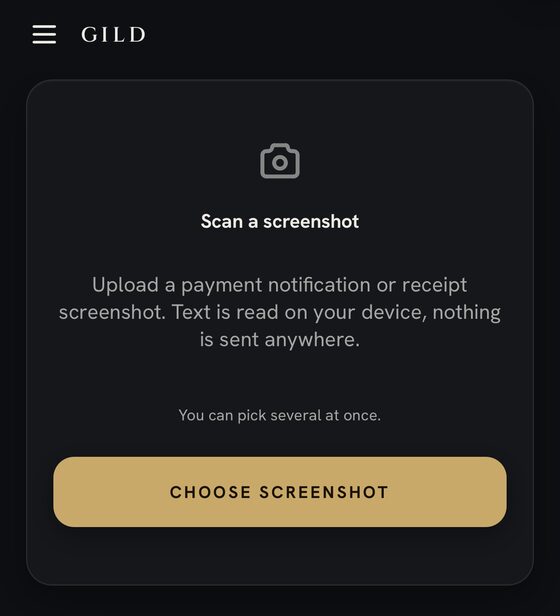 GILD
Scan a screenshot
Upload a payment notification or receipt
screenshot. Text is read on your device, nothing
is sent anywhere.
You can pick several at once.
CHOOSE SCREENSHOT